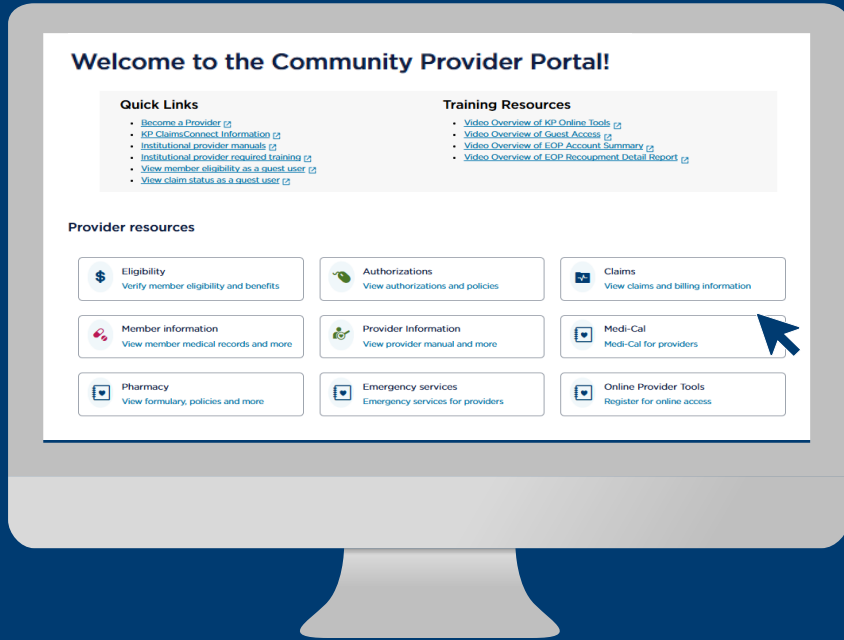 Welcome to the Community Provider Portal!
Quick Links
Become a Provider
KP ClaimsConnect Information
Institutional provider manuals
Institutional provider required training
View member eligibility as a guest user
View claim status as a guest user
Training Resources
Video Overview of KP Online Tools
Video Overview of Guest Access
Video Overview of EOP Account Summary
Video Overview of EOP Recoupment Detail Report
Provider resources
Eligibility
Verify member eligibility and benefits
Authorizations
View authorizations and policies
Claims
View claims and billing information
Member information
View member medical records and more
Provider Information
View provider manual and more
Medi-Cal
Medi-Cal for providers
Pharmacy
View formulary, policies and more
Emergency services
Emergency services for providers
Online Provider Tools
Register for online access